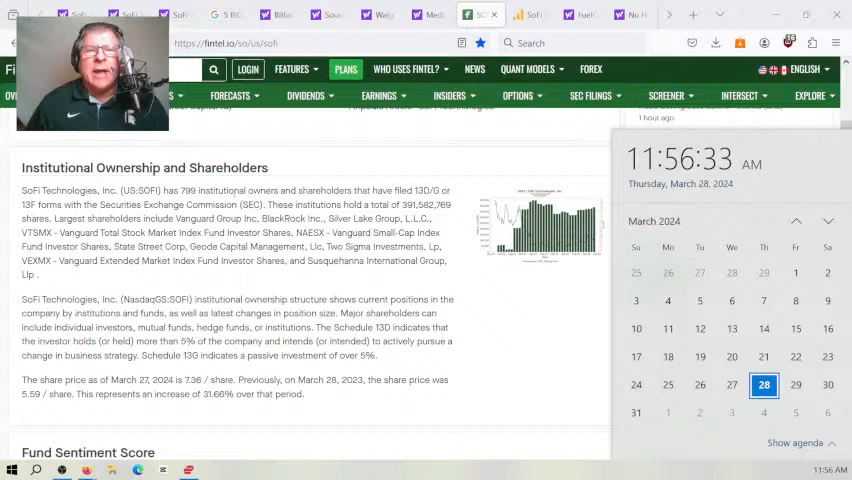 SoFi
SoFi
S BIG
Bitfar
Soun
Walg
Medi
SoFi
FuelC
Nu H
https://fintel.io/so/us/sofi
Search
16
Fin
LOGIN
FEATURES
PLANS
WHO USES FINTEL?
NEWS
QUANT MODELS
FOREX
ENGLISH
FORECASTS
DIVIDENDS
EARNINGS
INSIDERS
OPTIONS
SEC FILINGS
SCREENER
INTERSECT
EXPLORE
1 hour ago
Institutional Ownership and Shareholders
SoFi Technologies, Inc. (US:SOFI) has 799 institutional owners and shareholders that have filed 13D/G or
13F forms with the Securities Exchange Commission (SEC). These institutions hold a total of 391,582,769
shares. Largest shareholders include Vanguard Group Inc, BlackRock Inc., Silver Lake Group, L.L.C.,
VTSMX - Vanguard Total Stock Market Index Fund Investor Shares, NAESX - Vanguard Small-Cap Index
Fund Investor Shares, State Street Corp, Geode Capital Management, Llc, Two Sigma Investments, Lp,
VEXMX - Vanguard Extended Market Index Fund Investor Shares, and Susquehanna International Group,
Llp .
SoFi Technologies, Inc. (NasdaqGS:SOFI) institutional ownership structure shows current positions in the
company by institutions and funds, as well as latest changes in position size. Major shareholders can
include individual investors, mutual funds, hedge funds, or institutions. The Schedule 13D indicates that
the investor holds (or held) more than 5% of the company and intends (or intended) to actively pursue a
change in business strategy. Schedule 13G indicates a passive investment of over 5%.
The share price as of March 27, 2024 is 7.36 / share. Previously, on March 28, 2023, the share price was
5.59 / share. This represents an increase of 31.66% over that period.
Fund Sentiment Score
11:56:33 AM
Thursday, March 28, 2024
March 2024
Su Mo Tu We Th Fr Sa
25 26 27 28 29 1 2
3 4 5 6 7 8 9
10 11 12 13 14 15 16
17 18 19 20 21 22 23
24 25 26 27 28 29 30
31 1 2 3 4 5 6
Show agenda
11:56 AM